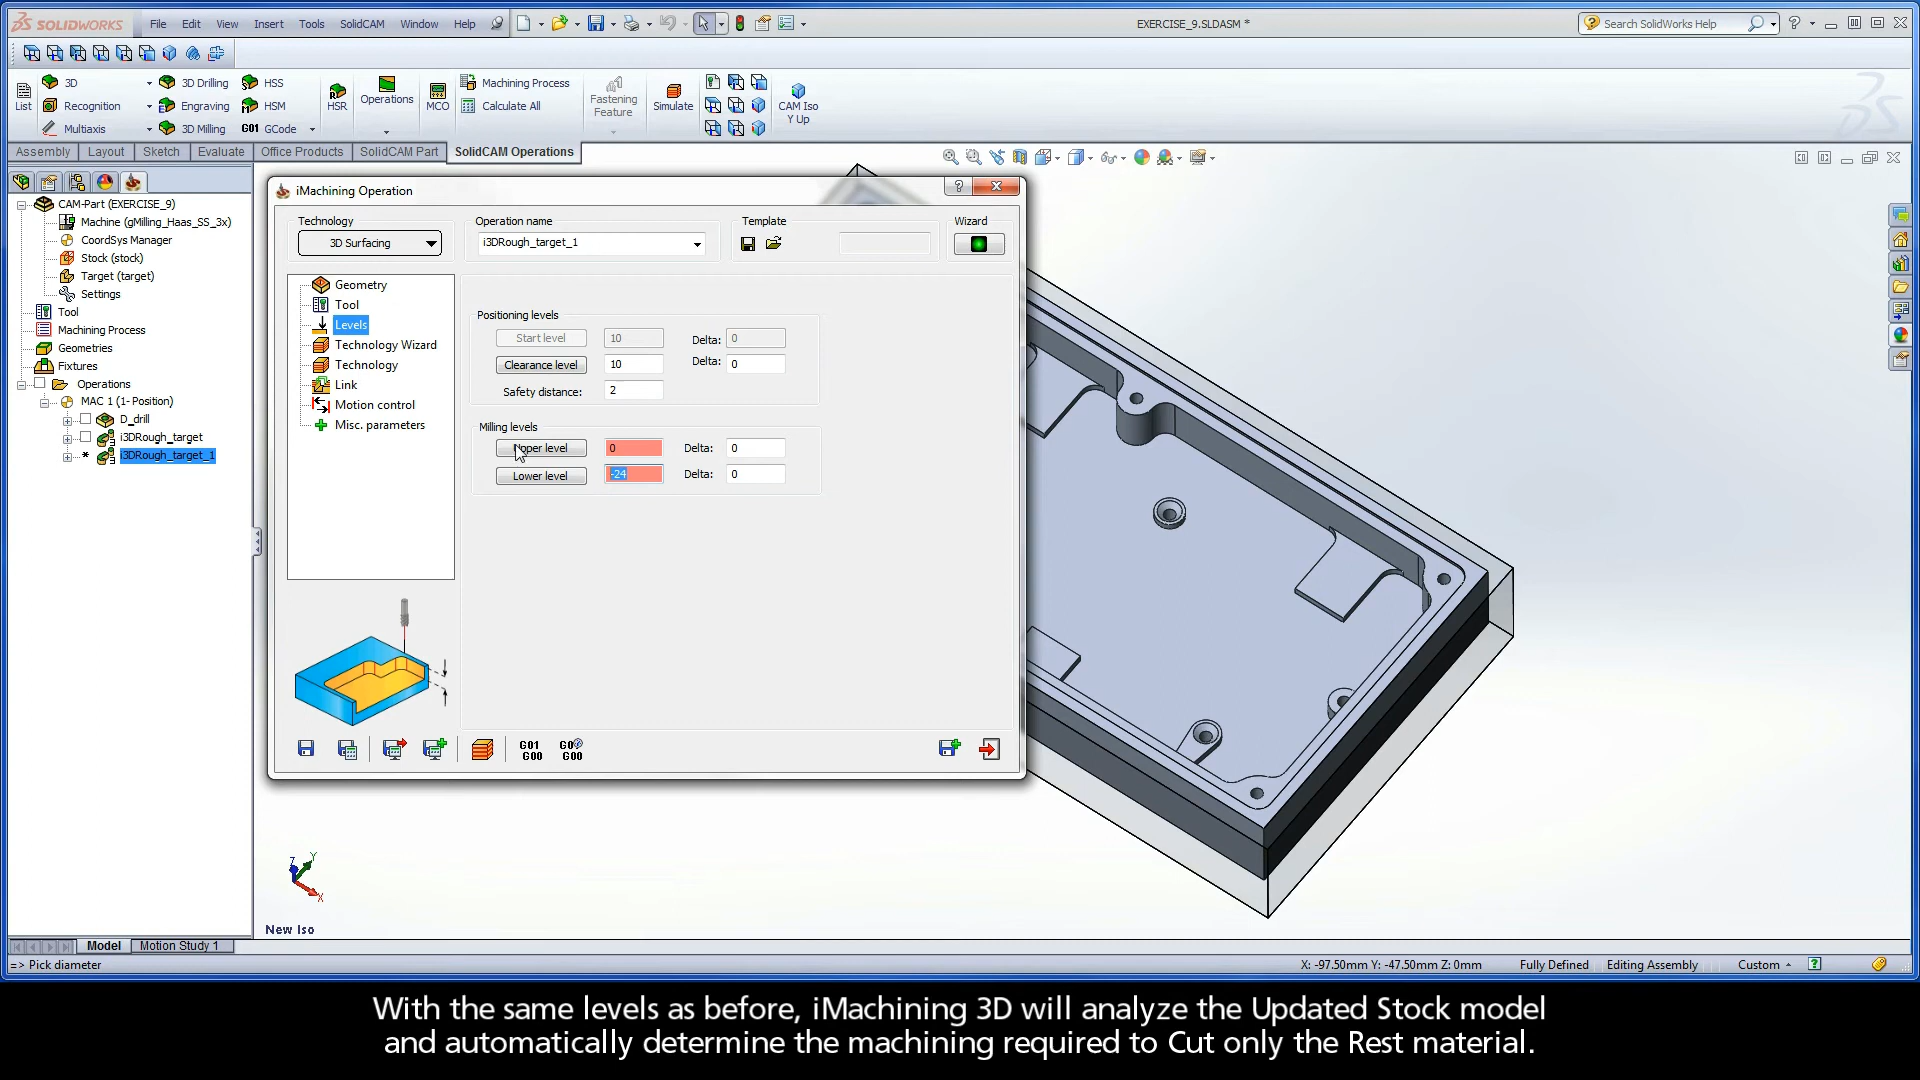 SOLIDWORKS File Edit View Insert Tools SolidCAM Window Help EXERCISE_9.SLDASM * Search SolidWorks Help
3D 3D Drilling HSS Machining Process
List Recognition Engraving HSM HSR Operations MCO Calculate All Fastening Feature Simulate CAM Iso Y Up
Multiaxis 3D Milling G01 GCode
Assembly Layout Sketch Evaluate Office Products SolidCAM Part SolidCAM Operations
CAM-Part (EXERCISE_9)
Machine (gMilling_Haas_SS_3x)
CoordSys Manager
Stock (stock)
Target (target)
Settings
Tool
Machining Process
Geometries
Fixtures
Operations
MAC 1 (1- Position)
D_drill
i3DRough_target
* i3DRough_target_1
iMachining Operation
Technology Operation name Template Wizard
3D Surfacing i3DRough_target_1
Geometry
Tool
Levels
Technology Wizard
Technology
Link
Motion control
Misc. parameters
Positioning levels
Start level 10 Delta: 0
Clearance level 10 Delta: 0
Safety distance: 2
Milling levels
Upper level 0 Delta: 0
Lower level -24 Delta: 0
G01 G00
G00
Z Y X
New Iso
Model Motion Study 1
=> Pick diameter X: -97.50mm Y: -47.50mm Z: 0mm Fully Defined Editing Assembly Custom
With the same levels as before, iMachining 3D will analyze the Updated Stock model
and automatically determine the machining required to Cut only the Rest material.